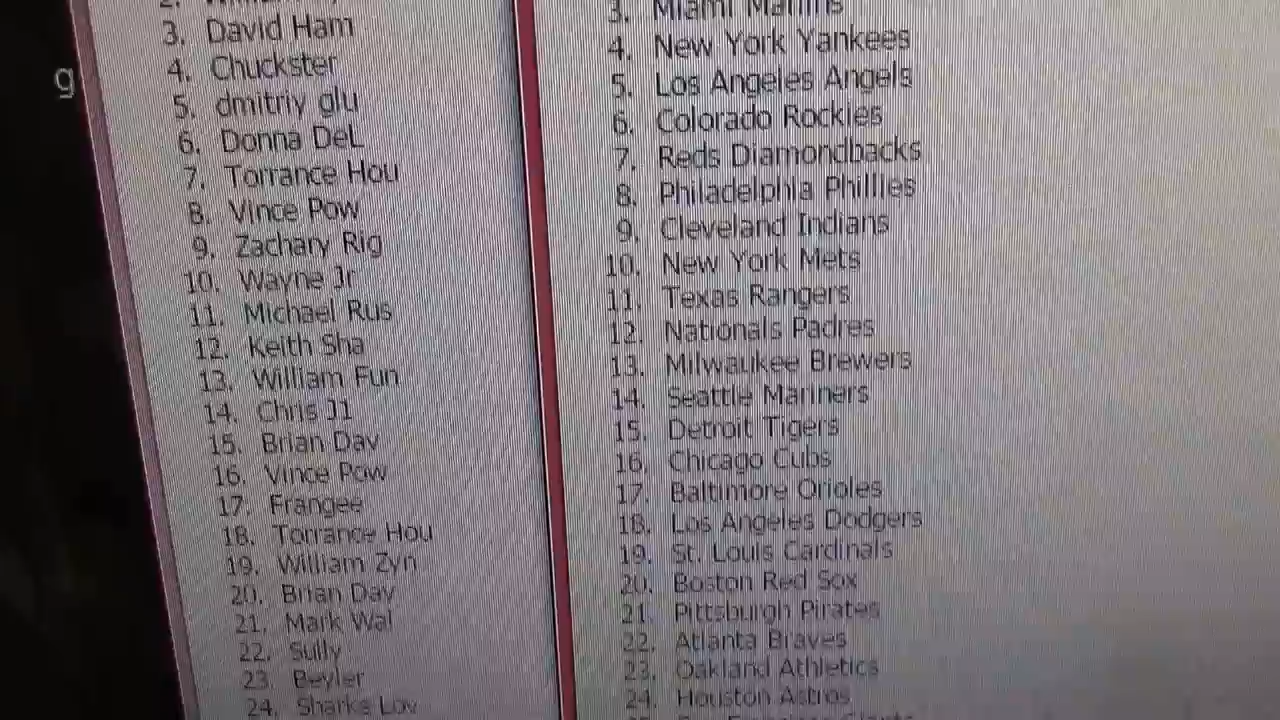 g
3. David Ham
4. Chuckster
5. dmitriy glu
6. Donna DeL
7. Torrance Hou
8. Vince Pow
9. Zachary Rig
10. Wayne Jr
11. Michael Rus
12. Keith Sha
13. William Fun
14. Chris J1
15. Brian Dav
16. Vince Pow
17. Frangee
18. Torrance Hou
19. William Zyn
20. Brian Dav
21. Mark Wal
22. Sully
23. Beyler
24. Sharks Lov
3. Miami Marlins
4. New York Yankees
5. Los Angeles Angels
6. Colorado Rockies
7. Reds Diamondbacks
8. Philadelphia Phillies
9. Cleveland Indians
10. New York Mets
11. Texas Rangers
12. Nationals Padres
13. Milwaukee Brewers
14. Seattle Mariners
15. Detroit Tigers
16. Chicago Cubs
17. Baltimore Orioles
18. Los Angeles Dodgers
19. St. Louis Cardinals
20. Boston Red Sox
21. Pittsburgh Pirates
22. Atlanta Braves
23. Oakland Athletics
24. Houston Astros